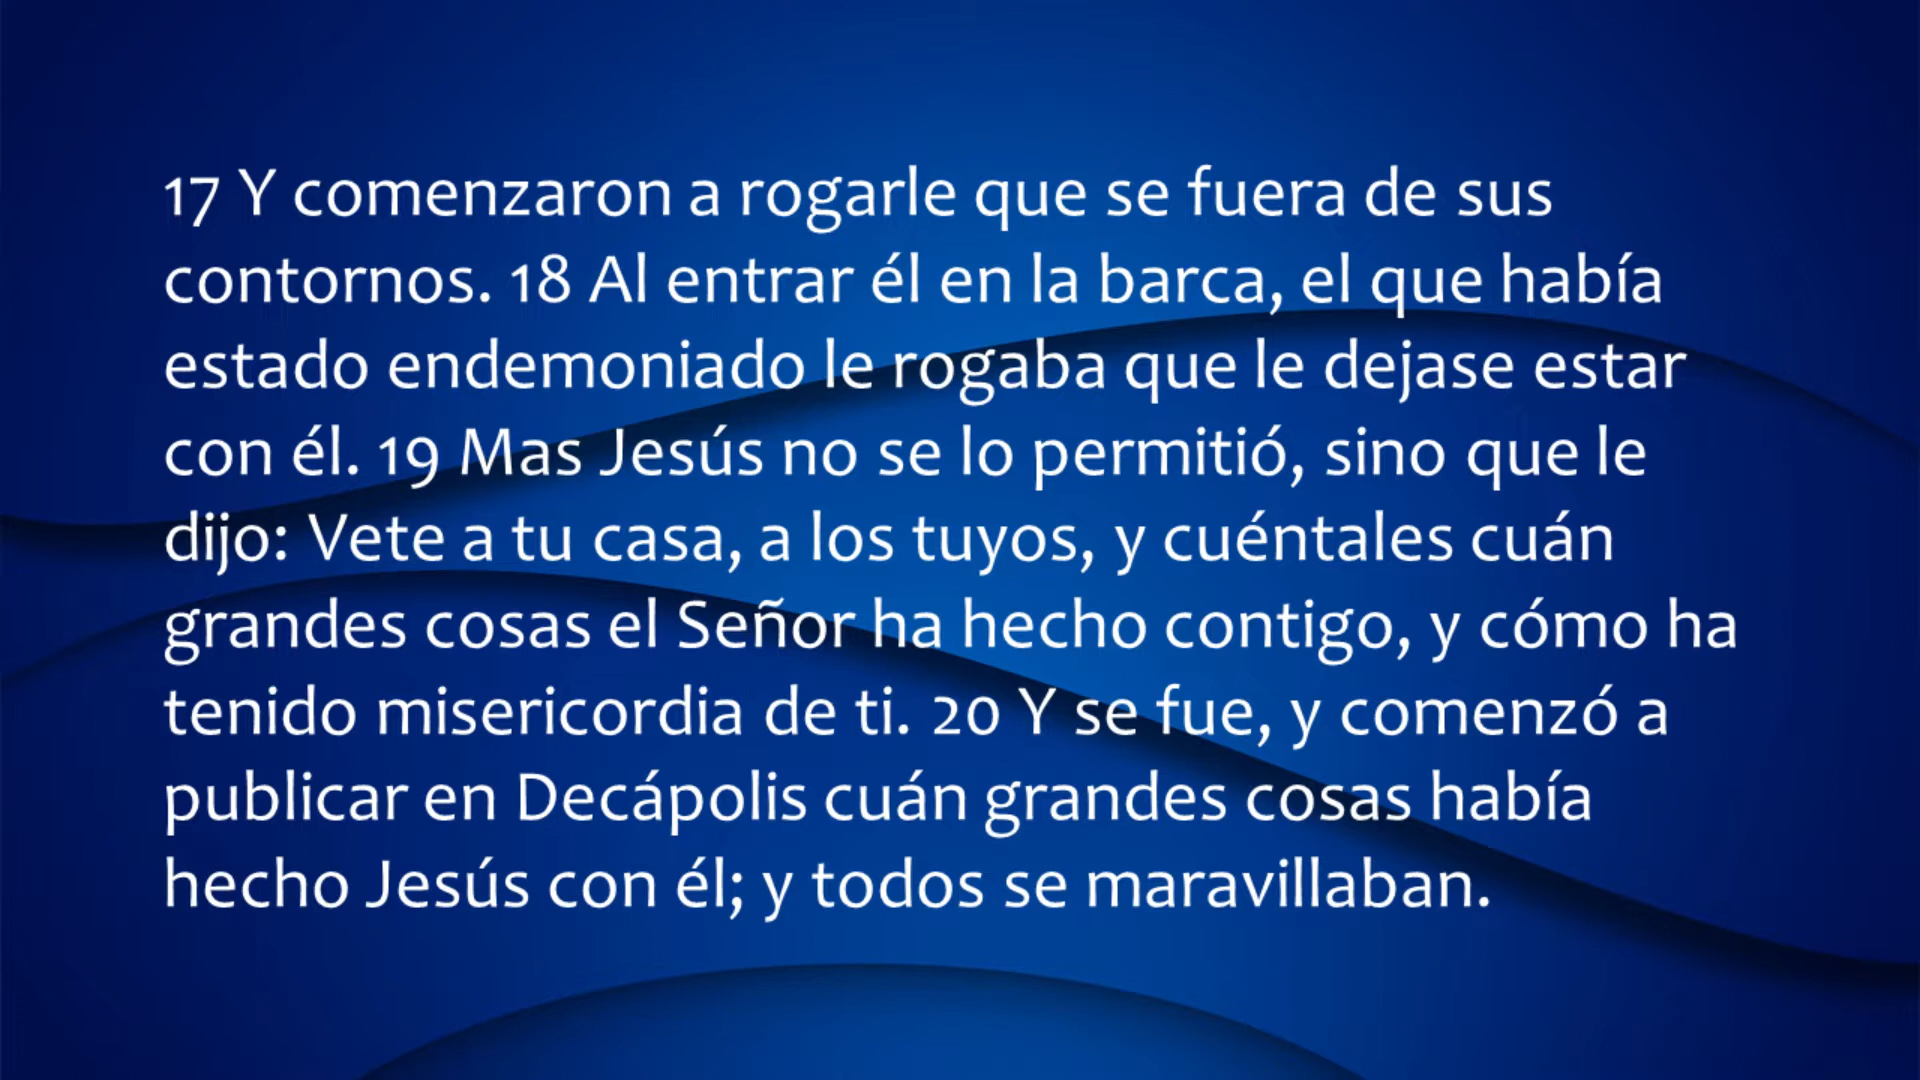 17 Y comenzaron a rogarle que se fuera de sus
contornos. 18 Al entrar él en la barca, el que había
estado endemoniado le rogaba que le dejase estar
con él. 19 Mas Jesús no se lo permitió, sino que le
dijo: Vete a tu casa, a los tuyos, y cuéntales cuán
grandes cosas el Señor ha hecho contigo, y cómo ha
tenido misericordia de ti. 20 Y se fue, y comenzó a
publicar en Decápolis cuán grandes cosas había
hecho Jesús con él; y todos se maravillaban.